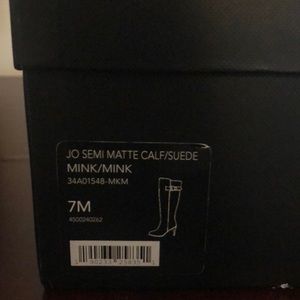 JO SEMI MATTE CALF/SUEDE
MINK/MINK
34A01548-MKM
7M
4500240262